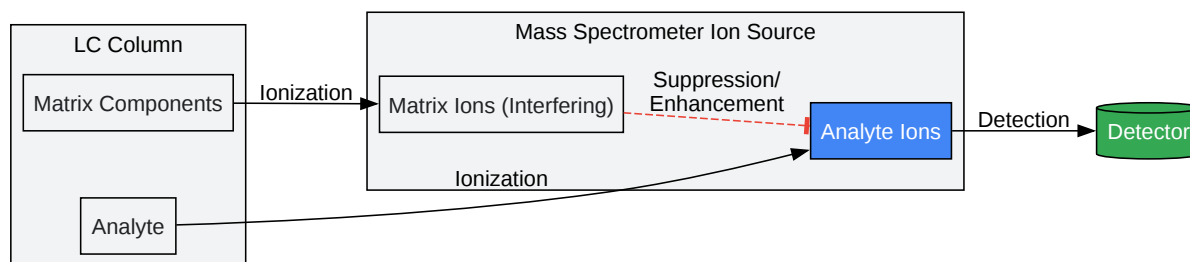 LC Column
Mass Spectrometer Ion Source
Matrix Components
Ionization
Matrix Ions (Interfering)
Suppression/
Enhancement
Analyte Ions
Detection
Detector
Ionization
Analyte